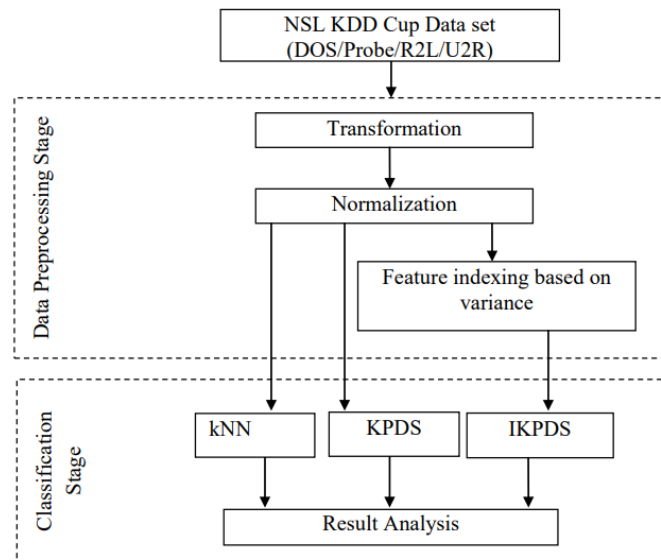 NSL KDD Cup Data set
(DOS/Probe/R2L/U2R)
Data Preprocessing Stage
Transformation
Normalization
Feature indexing based on
variance
Classification
Stage
kNN
KPDS
IKPDS
Result Analysis